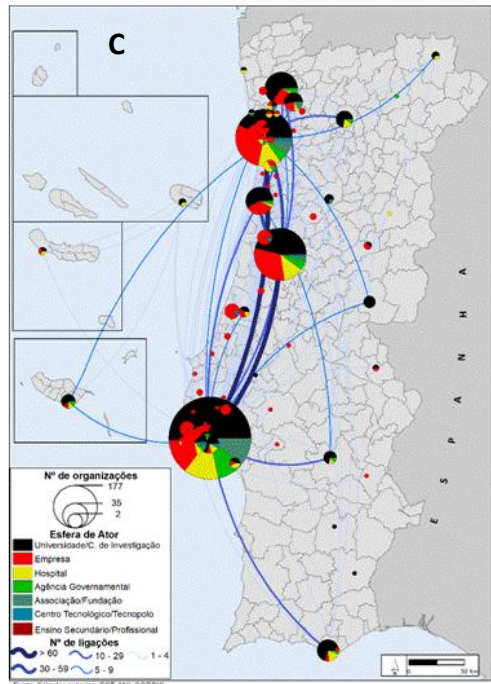 C
ESPANHA
Nº de organizações
177
35
2
Esfera de Ator
Universidade/C. de Investigação
Empresa
Hospital
Agência Governamental
Associação/Fundação
Centro Tecnológico/Tecnopolo
Ensino Secundário/Profissional
Nº de ligações
> 60
10 - 29
1 - 4
30 - 59
5 - 9
0
50
km